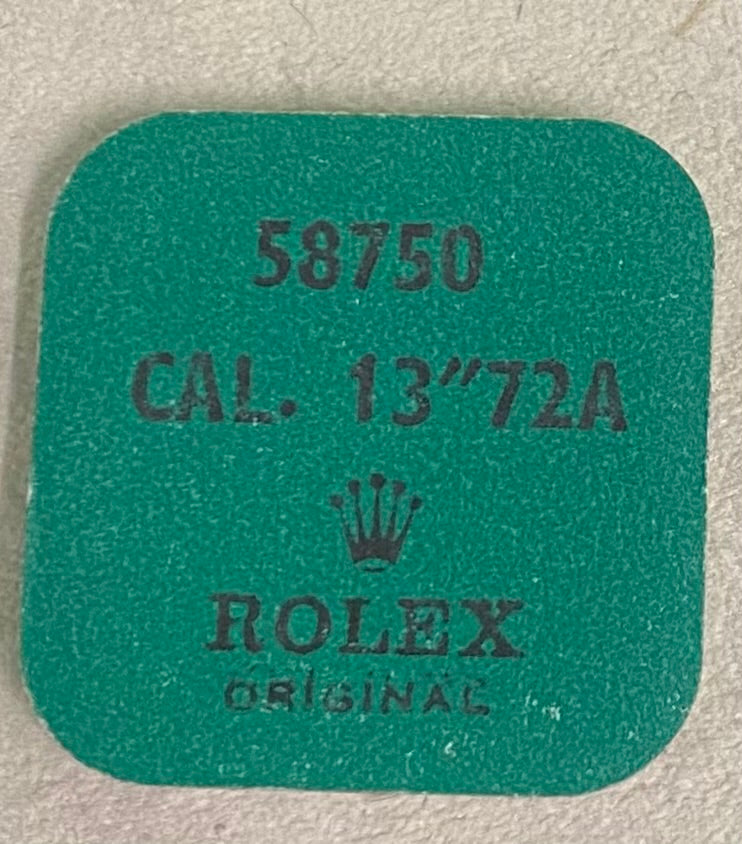 58750
CAL. 13"72A
ROLEX
ORIGINAL